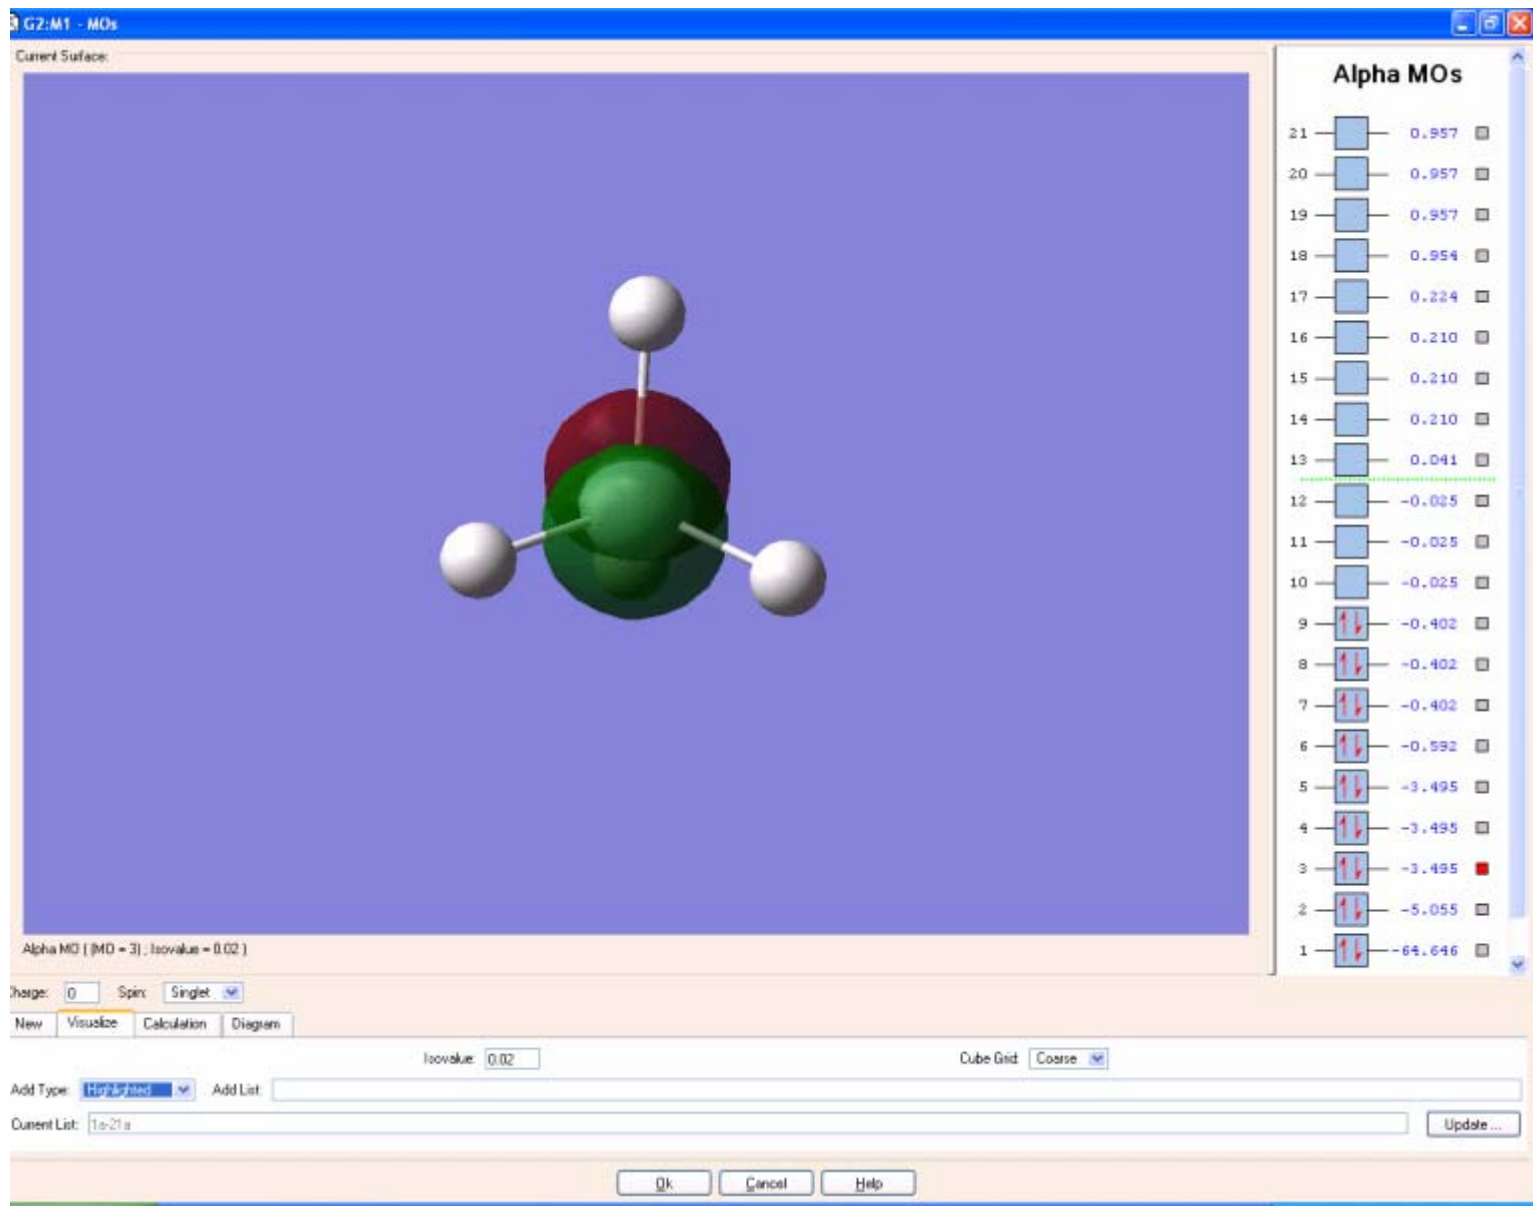 G2:M1 - MOs
Current Surface:
Alpha MOs
21 0.957
20 0.957
19 0.957
18 0.954
17 0.224
16 0.210
15 0.210
14 0.210
13 0.041
12 -0.025
11 -0.025
10 -0.025
9 -0.402
8 -0.402
7 -0.402
6 -0.592
5 -3.495
4 -3.495
3 -3.495
2 -5.055
1 -64.646
Alpha MO ( (MO = 3) ; Isovalue = 0.02 )
Charge: 0 Spin: Singlet
New Visualize Calculation Diagram
Isovalue: 0.02 Cube Grid: Coarse
Add Type: Highlighted Add List:
Current List: 1a-21a Update ...
Ok Cancel Help